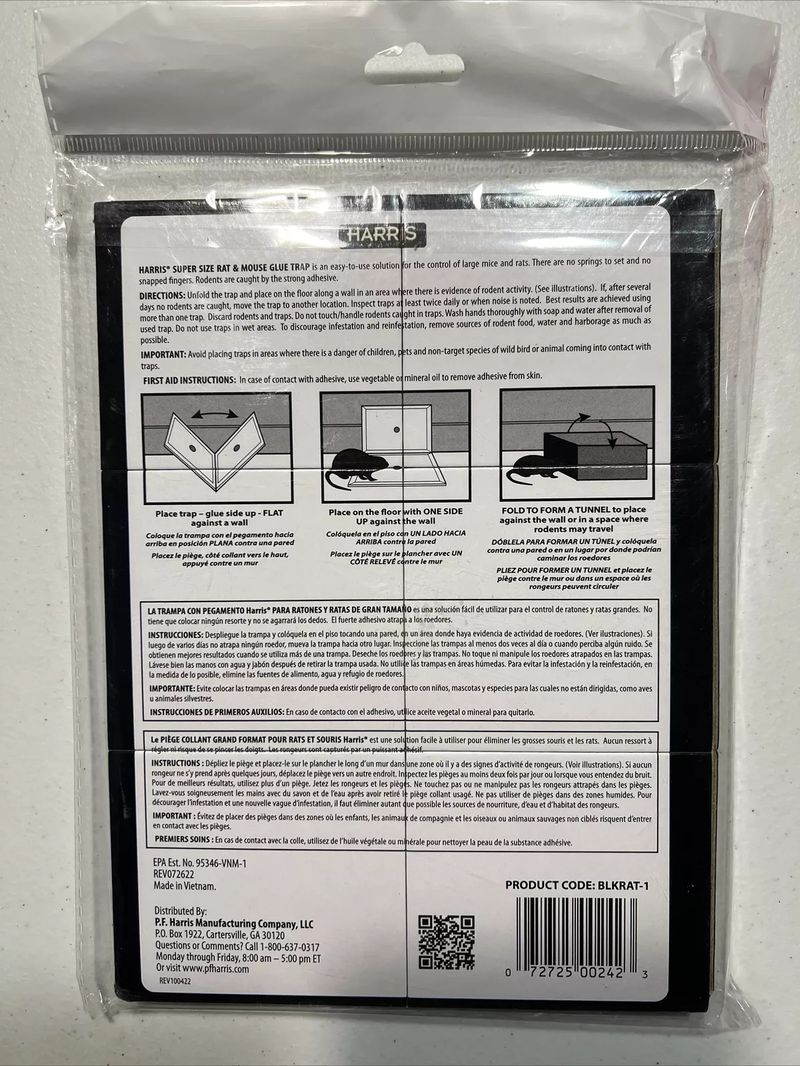 HARRIS
HARRIS® SUPER SIZE RAT & MOUSE GLUE TRAP is an easy-to-use solution for the control of large mice and rats. There are no springs to set and no
snapped fingers. Rodents are caught by the strong adhesive.
DIRECTIONS: Unfold the trap and place on the floor along a wall in an area where there is evidence of rodent activity. (See illustrations). If, after several
days no rodents are caught, move the trap to another location. Inspect traps at least twice daily or when noise is noted. Best results are achieved using
more than one trap. Discard rodents and traps. Do not touch/handle rodents caught in traps. Wash hands thoroughly with soap and water after removal of
used trap. Do not use traps in wet areas. To discourage infestation and reinfestation, remove sources of rodent food, water and harborage as much as
possible.
IMPORTANT: Avoid placing traps in areas where there is a danger of children, pets and non-target species of wild bird or animal coming into contact with
traps.
FIRST AID INSTRUCTIONS: In case of contact with adhesive, use vegetable or mineral oil to remove adhesive from skin.
Place trap – glue side up - FLAT
against a wall
Coloque la trampa con el pegamento hacia
arriba en posición PLANA contra una pared
Placez le piège, côté collant vers le haut,
appuyé contre un mur
Place on the floor with ONE SIDE
UP against the wall
Colóquela en el piso con UN LADO HACIA
ARRIBA contra la pared
Placez le piège sur le plancher avec UN
CÔTÉ RELEVÉ contre le mur
FOLD TO FORM A TUNNEL to place
against the wall or in a space where
rodents may travel
DÓBLELA PARA FORMAR UN TÚNEL y colóquela
contra una pared o en un lugar por donde podrían
caminar los roedores
PLIEZ POUR FORMER UN TUNNEL et placez le
piège contre le mur ou dans un espace où les
rongeurs peuvent circuler
LA TRAMPA CON PEGAMENTO Harris® PARA RATONES Y RATAS DE GRAN TAMAÑO es una solución fácil de utilizar para el control de ratones y ratas grandes. No
tiene que colocar ningún resorte y no se agarrará los dedos. El fuerte adhesivo atrapa a los roedores.
INSTRUCCIONES: Despliegue la trampa y colóquela en el piso tocando una pared, en un área donde haya evidencia de actividad de roedores. (Ver ilustraciones). Si
luego de varios días no atrapa ningún roedor, mueva la trampa hacia otro lugar. Inspeccione las trampas al menos dos veces al día o cuando perciba algún ruido. Se
obtienen mejores resultados cuando se utiliza más de una trampa. Deseche los roedores y las trampas. No toque ni manipule los roedores atrapados en las trampas.
Lávese bien las manos con agua y jabón después de retirar la trampa usada. No utilice las trampas en áreas húmedas. Para evitar la infestación y la reinfestación, en
la medida de lo posible, elimine las fuentes de alimento, agua y refugio de roedores.
IMPORTANTE: Evite colocar las trampas en áreas donde pueda existir peligro de contacto con niños, mascotas y especies para las cuales no están dirigidas, como aves
u animales silvestres.
INSTRUCCIONES DE PRIMEROS AUXILIOS: En caso de contacto con el adhesivo, utilice aceite vegetal o mineral para quitarlo.
Le PIÈGE COLLANT GRAND FORMAT POUR RATS ET SOURIS Harris® est une solution facile à utiliser pour éliminer les grosses souris et les rats. Aucun ressort à
régler ni risque de se pincer les doigts. Les rongeurs sont capturés par un puissant adhésif.
INSTRUCTIONS : Dépliez le piège et placez-le sur le plancher le long d'un mur dans une zone où il y a des signes d'activité de rongeurs. (Voir illustrations). Si aucun
rongeur ne s'y prend après quelques jours, déplacez le piège vers un autre endroit. Inspectez les pièges au moins deux fois par jour ou lorsque vous entendez du bruit.
Pour de meilleurs résultats, utilisez plus d'un piège. Jetez les rongeurs et les pièges. Ne touchez pas ou ne manipulez pas les rongeurs attrapés dans les pièges.
Lavez-vous soigneusement les mains avec du savon et de l'eau après avoir retiré le piège collant usagé. Ne pas utiliser de pièges dans des zones humides. Pour
décourager l'infestation et une nouvelle vague d'infestation, il faut éliminer autant que possible les sources de nourriture, d'eau et d'habitat des rongeurs.
IMPORTANT : Évitez de placer des pièges dans des zones où les enfants, les animaux de compagnie et les oiseaux ou animaux sauvages non ciblés risquent d'entrer
en contact avec les pièges.
PREMIERS SOINS : En cas de contact avec la colle, utilisez de l'huile végétale ou minérale pour nettoyer la peau de la substance adhésive.
EPA Est. No. 95346-VNM-1
REV072622
Made in Vietnam.
Distributed By:
P.F. Harris Manufacturing Company, LLC
P.O. Box 1922, Cartersville, GA 30120
Questions or Comments? Call 1-800-637-0317
Monday through Friday, 8:00 am – 5:00 pm ET
Or visit www.pfharris.com
REV100422
PRODUCT CODE: BLKRAT-1
0 72725 00242 3